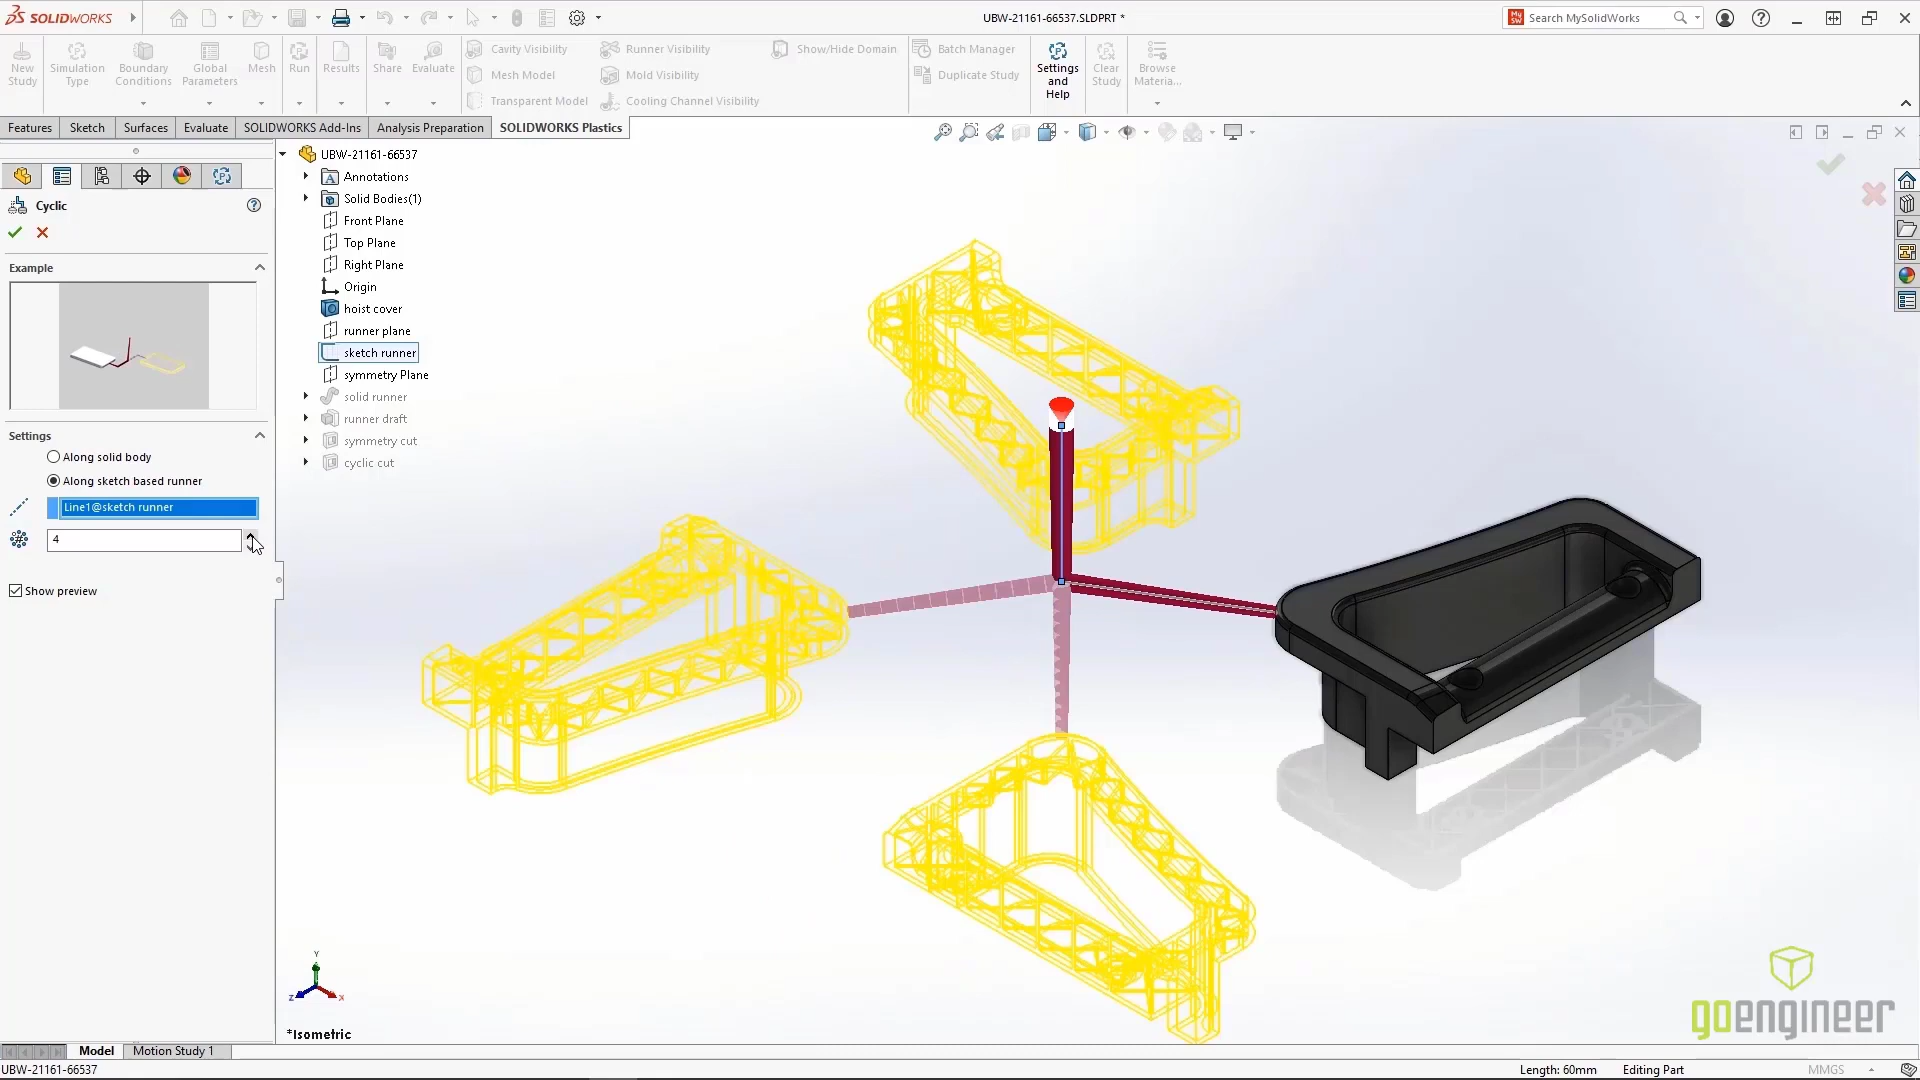 SOLIDWORKS
UBW-21161-66537.SLDPRT *
Search MySolidWorks
New Study
Simulation Type
Boundary Conditions
Global Parameters
Mesh
Run
Results
Share
Evaluate
Cavity Visibility
Mesh Model
Transparent Model
Runner Visibility
Mold Visibility
Cooling Channel Visibility
Show/Hide Domain
Batch Manager
Duplicate Study
Settings and Help
Clear Study
Browse Materia...
Features
Sketch
Surfaces
Evaluate
SOLIDWORKS Add-Ins
Analysis Preparation
SOLIDWORKS Plastics
Cyclic
Example
Settings
Along solid body
Along sketch based runner
Line1@sketch runner
4
Show preview
UBW-21161-66537
Annotations
Solid Bodies(1)
Front Plane
Top Plane
Right Plane
Origin
hoist cover
runner plane
sketch runner
symmetry Plane
solid runner
runner draft
symmetry cut
cyclic cut
Y
Z
X
*Isometric
goengineer
Model
Motion Study 1
UBW-21161-66537
Length: 60mm
Editing Part
MMGS